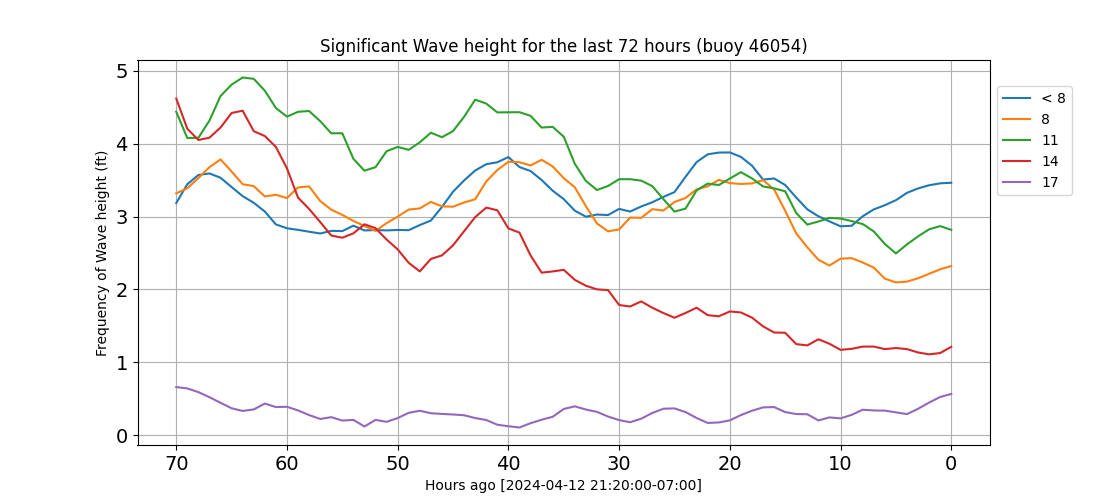 Significant Wave height for the last 72 hours (buoy 46054)
Frequency of Wave height (ft)
5
4
3
2
1
0
70 60 50 40 30 20 10 0
Hours ago [2024-04-12 21:20:00-07:00]
< 8
8
11
14
17